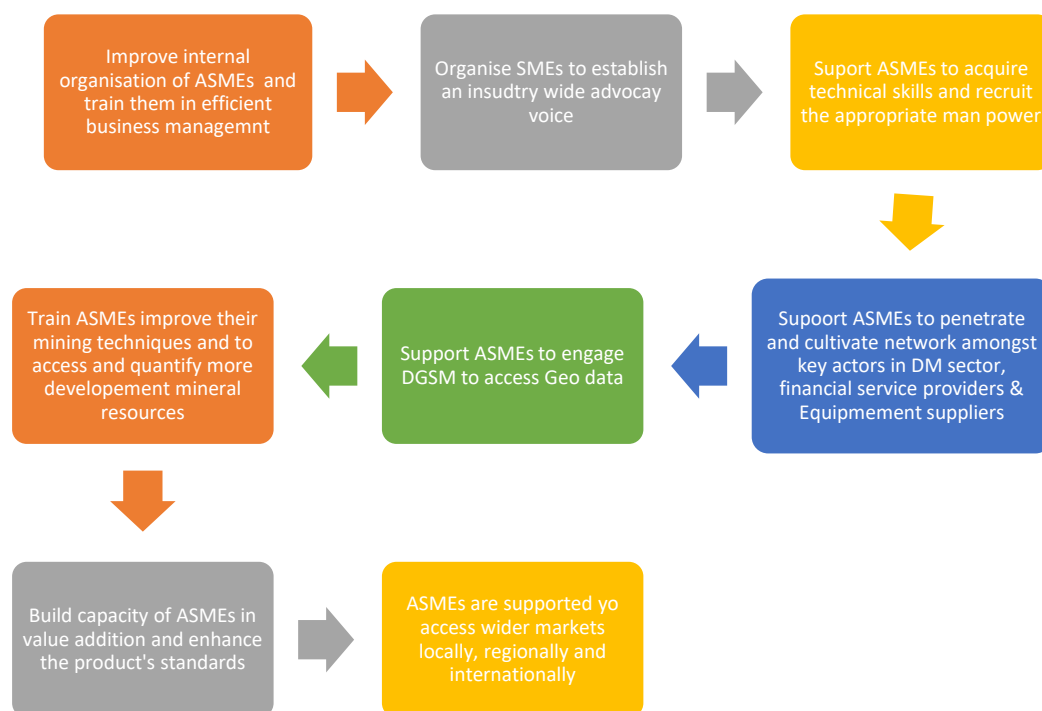 Improve internal
organisation of ASMEs and
train them in efficient
business managemnt
Organise SMEs to establish
an insudtry wide advocay
voice
Suport ASMEs to acquire
technical skills and recruit
the appropriate man power
Supoort ASMEs to penetrate
and cultivate network amongst
key actors in DM sector,
financial service providers &
Equipmement suppliers
Support ASMEs to engage
DGSM to access Geo data
Train ASMEs improve their
mining techniques and to
access and quantify more
developement mineral
resources
Build capacity of ASMEs in
value addition and enhance
the product's standards
ASMEs are supported yo
access wider markets
locally, regionally and
internationally